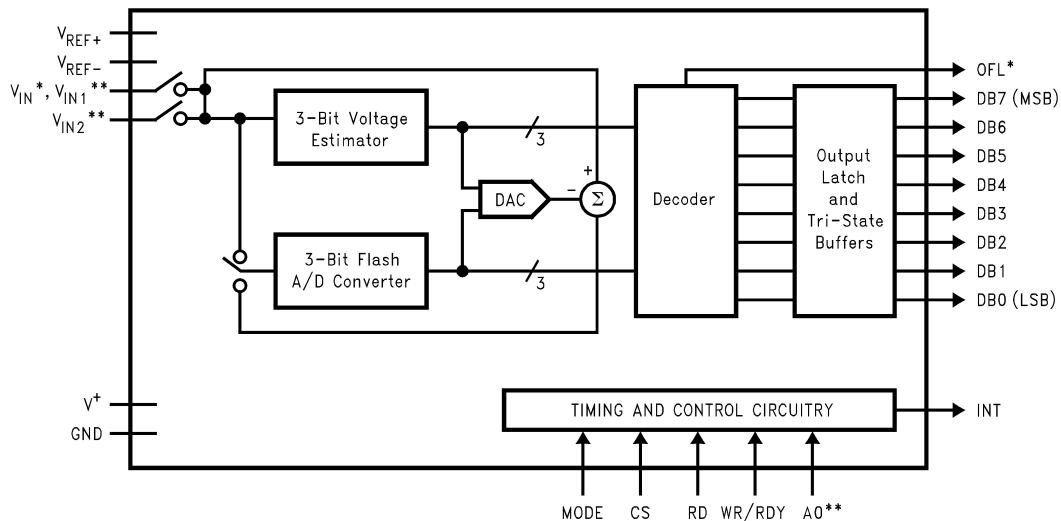 VREF+
VREF-
VIN*, VIN1**
VIN2**
3-Bit Voltage
Estimator
3
DAC
+
-
Σ
3-Bit Flash
A/D Converter
3
Decoder
Output
Latch
and
Tri-State
Buffers
OFL*
DB7 (MSB)
DB6
DB5
DB4
DB3
DB2
DB1
DB0 (LSB)
V+
GND
TIMING AND CONTROL CIRCUITRY
INT
MODE CS RD WR/RDY A0**